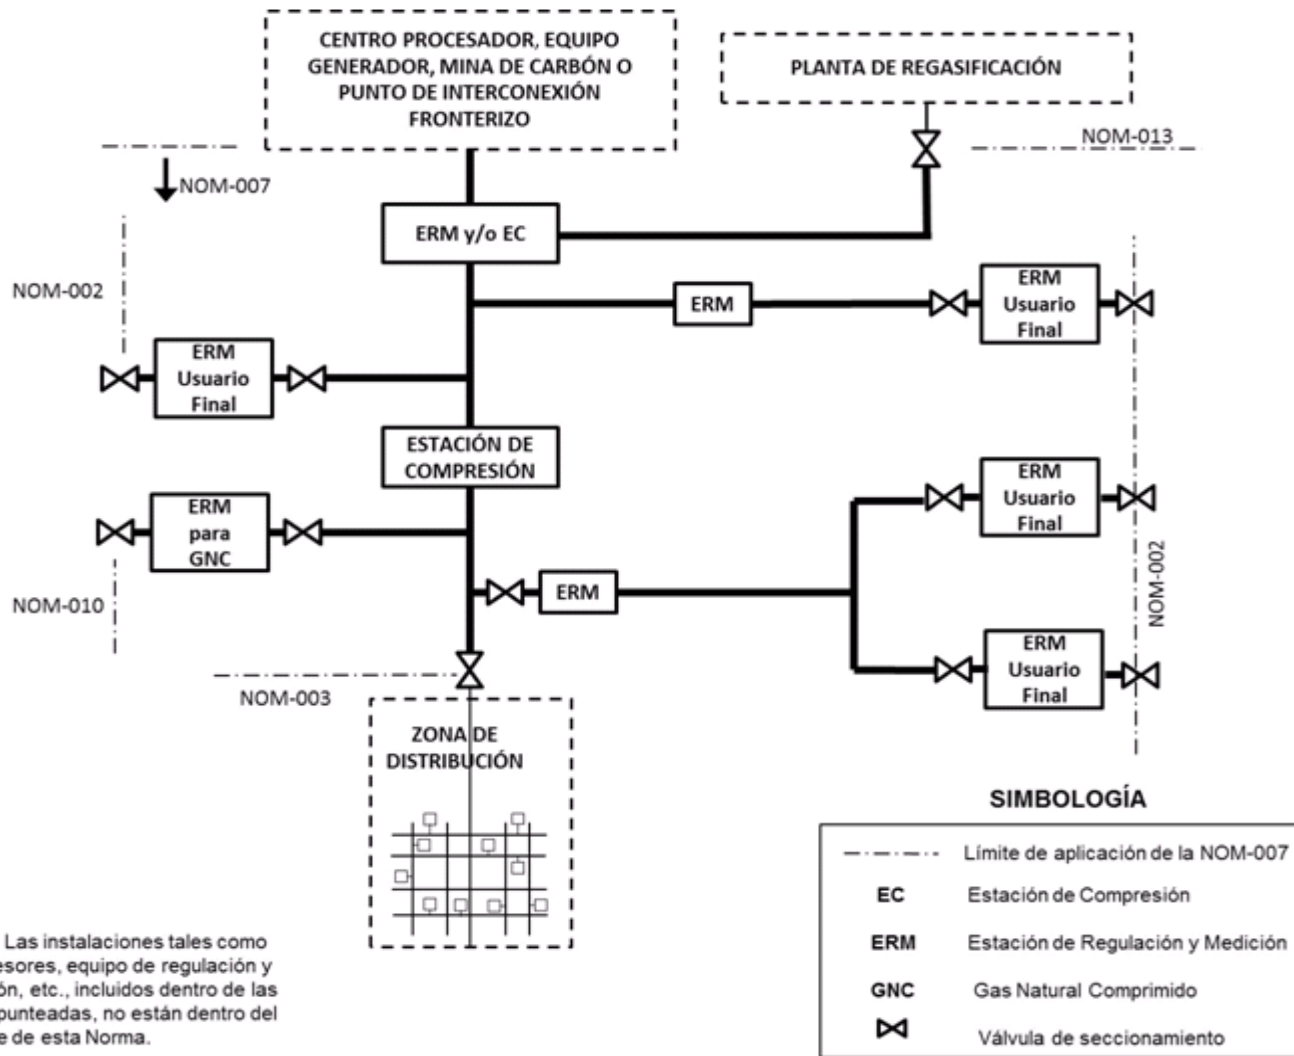 CENTRO PROCESADOR, EQUIPO
GENERADOR, MINA DE CARBÓN O
PUNTO DE INTERCONEXIÓN
FRONTERIZO
PLANTA DE REGASIFICACIÓN
NOM-013
NOM-007
ERM y/o EC
NOM-002
ERM
ERM
Usuario
Final
ERM
Usuario
Final
ESTACIÓN DE
COMPRESIÓN
ERM
Usuario
Final
ERM
para
GNC
NOM-002
NOM-010
ERM
ERM
Usuario
Final
NOM-003
ZONA DE
DISTRIBUCIÓN
SIMBOLOGÍA
Límite de aplicación de la NOM-007
EC Estación de Compresión
ERM Estación de Regulación y Medición
GNC Gas Natural Comprimido
Válvula de seccionamiento
Las instalaciones tales como
esores, equipo de regulación y
ón, etc., incluidos dentro de las
punteadas, no están dentro del
e de esta Norma.